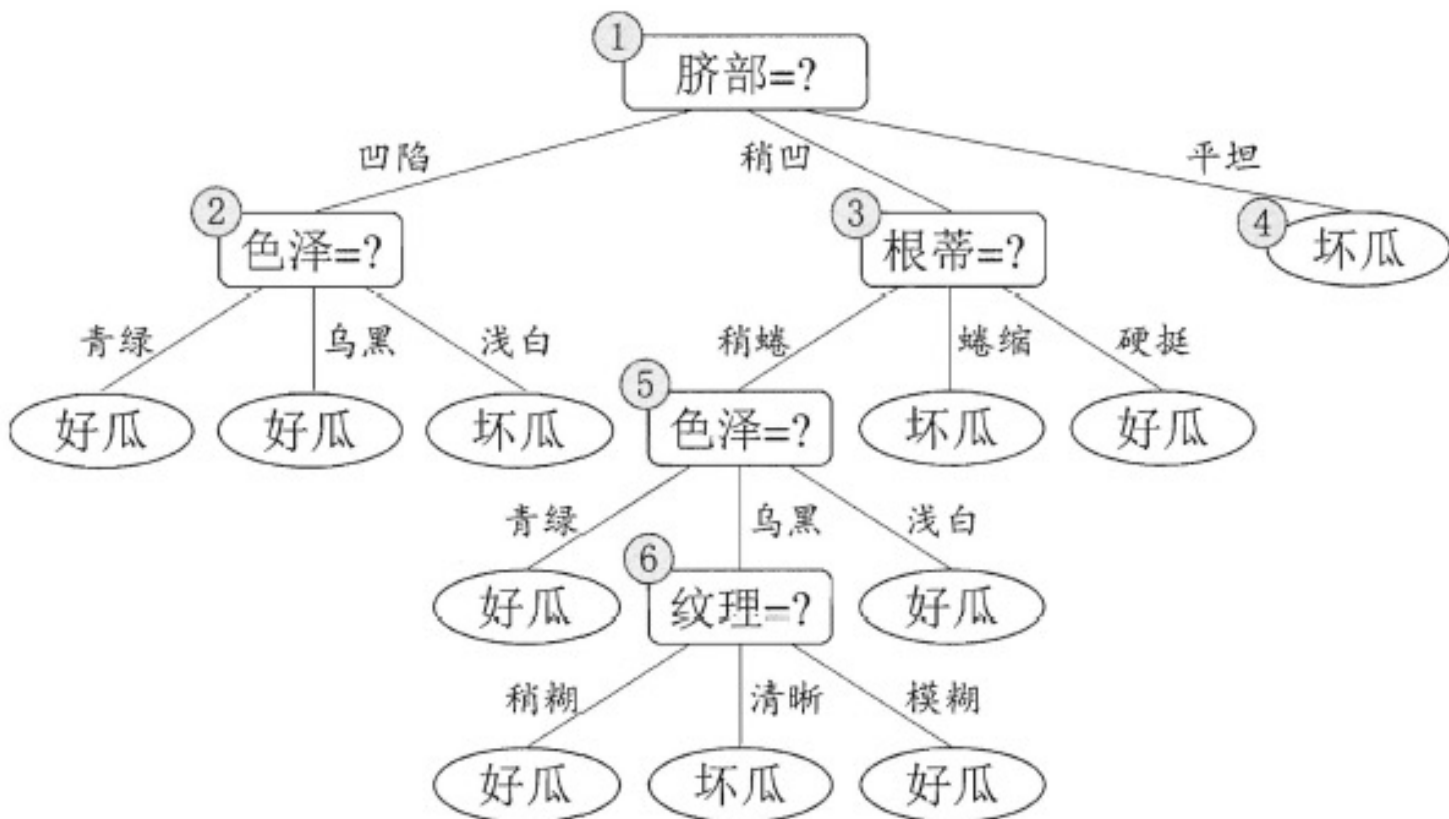 ①
脐部=?
凹陷 稍凹 平坦
② ③ ④
色泽=? 根蒂=? 坏瓜
青绿 乌黑 浅白 稍蜷 蜷缩 硬挺
⑤
好瓜 好瓜 坏瓜 色泽=? 坏瓜 好瓜
青绿 乌黑 浅白
⑥
好瓜 纹理=? 好瓜
稍糊 清晰 模糊
好瓜 坏瓜 好瓜